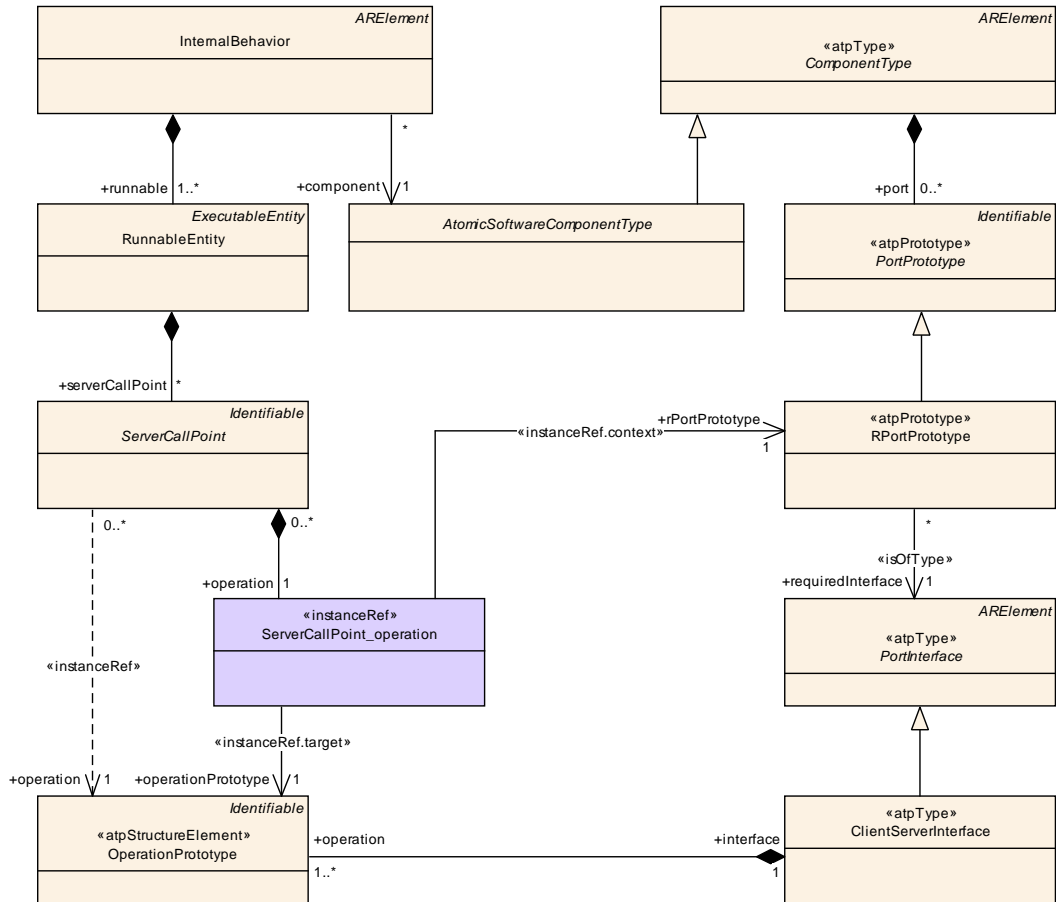 ARElement
InternalBehavior
ARElement
«atpType»
ComponentType
*
+runnable 1..*
+component 1
+port 0..*
ExecutableEntity
RunnableEntity
AtomicSoftwareComponentType
Identifiable
«atpPrototype»
PortPrototype
+serverCallPoint *
Identifiable
ServerCallPoint
+rPortPrototype
«instanceRef.context»
1
«atpPrototype»
RPortPrototype
0..*
0..*
*
«isOfType»
+operation 1
+requiredInterface 1
«instanceRef»
ServerCallPoint_operation
ARElement
«atpType»
PortInterface
«instanceRef»
«instanceRef.target»
+operation 1
+operationPrototype 1
Identifiable
«atpStructureElement»
OperationPrototype
+operation
1..*
+interface
1
«atpType»
ClientServerInterface